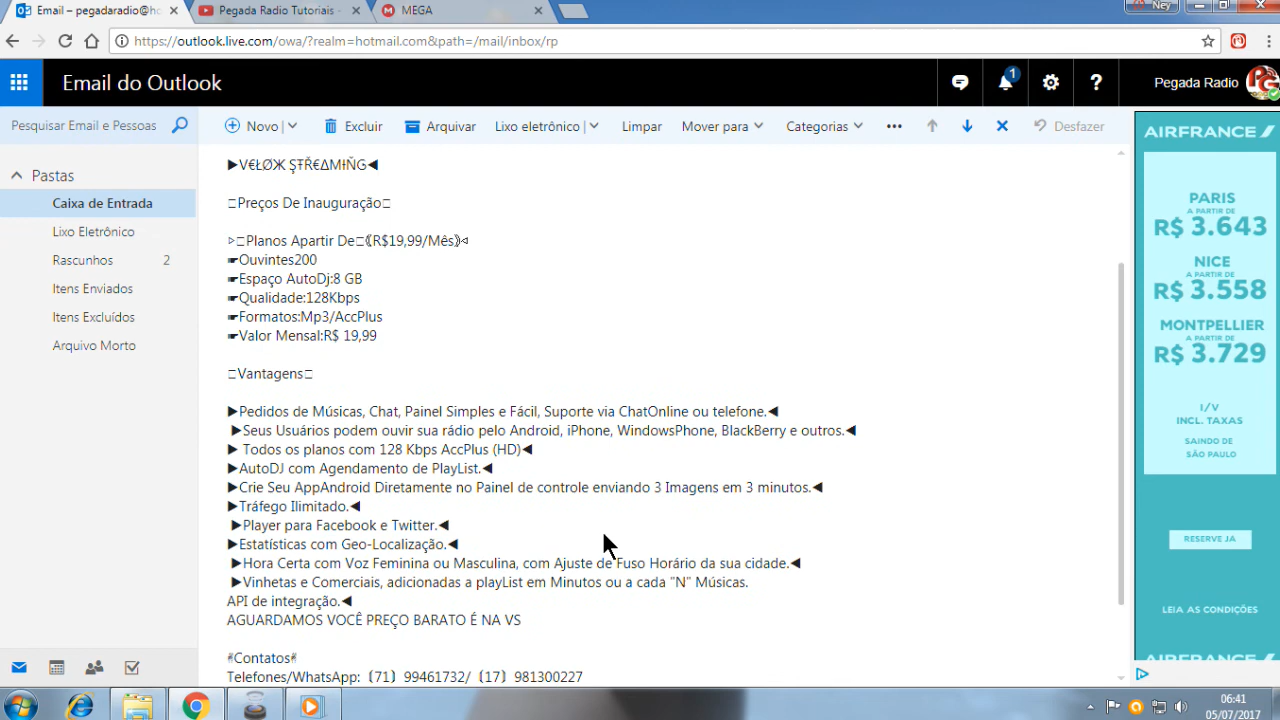 Email – pegadaradio@ho
Pegada Radio Tutoriais -
MEGA
Ney
https://outlook.live.com/owa/?realm=hotmail.com&path=/mail/inbox/rp
Email do Outlook
1
Pegada Radio
Pesquisar Email e Pessoas
Novo
Excluir
Arquivar
Lixo eletrônico
Limpar
Mover para
Categorias
Desfazer
Pastas
Caixa de Entrada
Lixo Eletrônico
Rascunhos 2
Itens Enviados
Itens Excluídos
Arquivo Morto
▶V€ŁØЖ ŞŦŘ€ΔMƗŇG◀
□Preços De Inauguração□
▷□Planos Apartir De□⟪R$19,99/Mês⟫◁
☛Ouvintes200
☛Espaço AutoDj:8 GB
☛Qualidade:128Kbps
☛Formatos:Mp3/AccPlus
☛Valor Mensal:R$ 19,99
□Vantagens□
▶Pedidos de Músicas, Chat, Painel Simples e Fácil, Suporte via ChatOnline ou telefone.◀
▶Seus Usuários podem ouvir sua rádio pelo Android, iPhone, WindowsPhone, BlackBerry e outros.◀
▶ Todos os planos com 128 Kbps AccPlus (HD)◀
▶AutoDJ com Agendamento de PlayList.◀
▶Crie Seu AppAndroid Diretamente no Painel de controle enviando 3 Imagens em 3 minutos.◀
▶Tráfego Ilimitado.◀
▶Player para Facebook e Twitter.◀
▶Estatísticas com Geo-Localização.◀
▶Hora Certa com Voz Feminina ou Masculina, com Ajuste de Fuso Horário da sua cidade.◀
▶Vinhetas e Comerciais, adicionadas a playList em Minutos ou a cada "N" Músicas.
API de integração.◀
AGUARDAMOS VOCÊ PREÇO BARATO É NA VS
#Contatos#
Telefones/WhatsApp: (71) 99461732/ (17) 981300227
AIRFRANCE
PARIS
A PARTIR DE
R$ 3.643
NICE
A PARTIR DE
R$ 3.558
MONTPELLIER
A PARTIR DE
R$ 3.729
I/V
INCL. TAXAS
SAINDO DE
SÃO PAULO
RESERVE JÁ
LEIA AS CONDIÇÕES
AIRFRANCE
06:41
05/07/2017